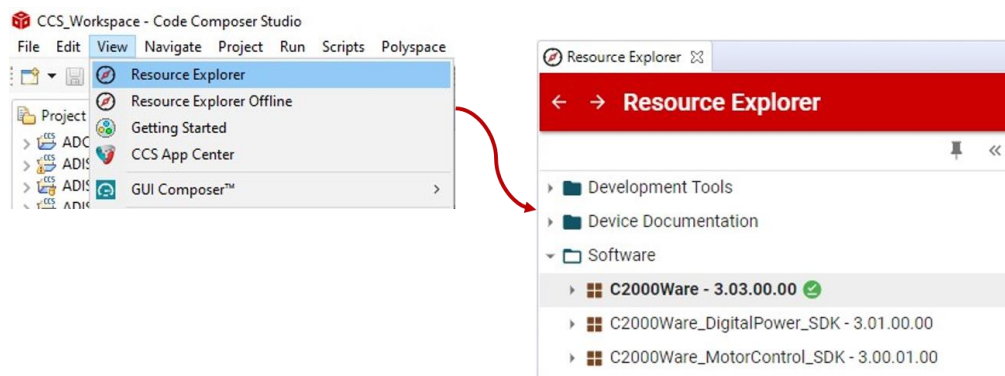 CCS_Workspace - Code Composer Studio
File Edit View Navigate Project Run Scripts Polyspace
Resource Explorer
Resource Explorer Offline
Getting Started
CCS App Center
GUI Composer™
Project
ADC
ADIS
ADIS
ADIS
Resource Explorer
Resource Explorer
Development Tools
Device Documentation
Software
C2000Ware - 3.03.00.00
C2000Ware_DigitalPower_SDK - 3.01.00.00
C2000Ware_MotorControl_SDK - 3.00.01.00